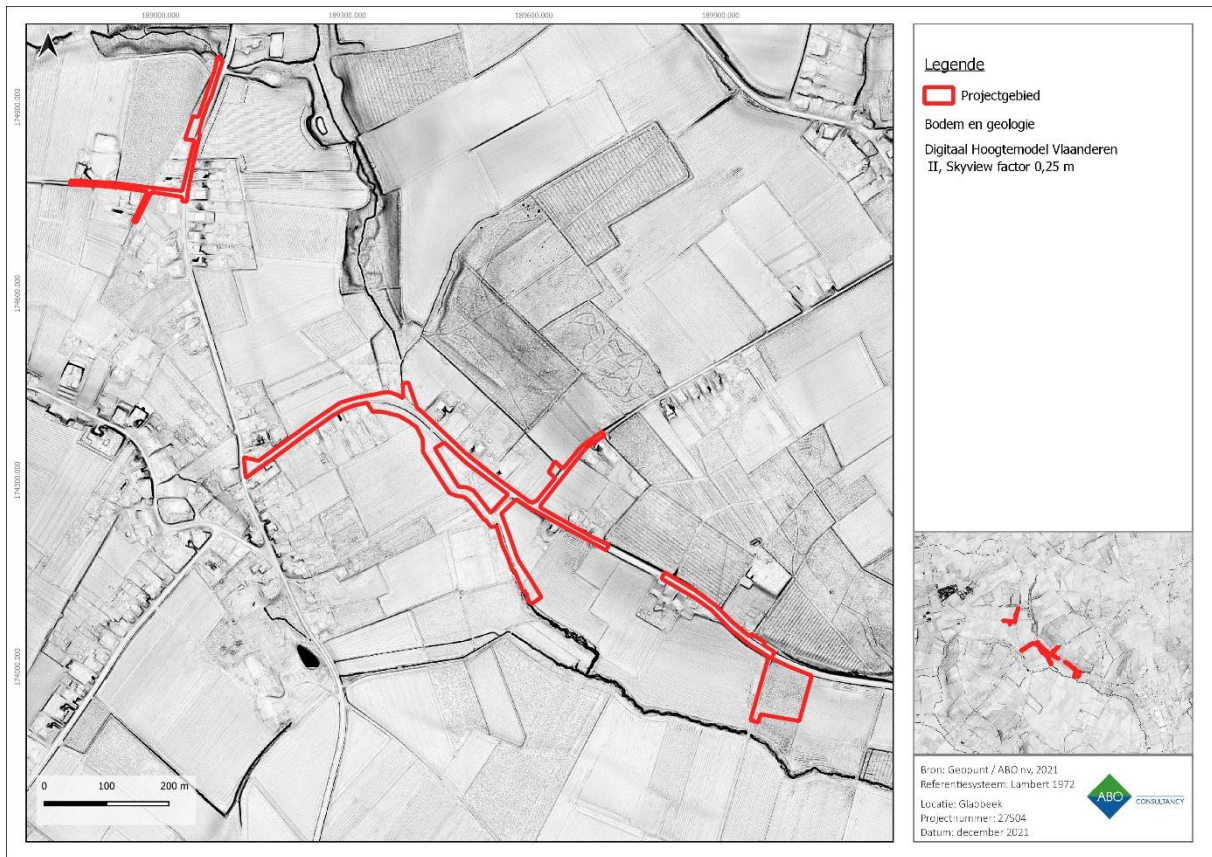 189000.000
189300.000
189600.000
189900.000
174900.000
174600.000
174300.000
174000.000
0 100 200 m
Legende
Projectgebied
Bodem en geologie
Digitaal Hoogtemodel Vlaanderen
II, Skyview factor 0,25 m
Bron: Geopunt / ABO nv, 2021
Referentiesysteem: Lambert 1972
Locatie: Glabbeek
Projectnummer: 27504
Datum: december 2021
ABO
CONSULTANCY